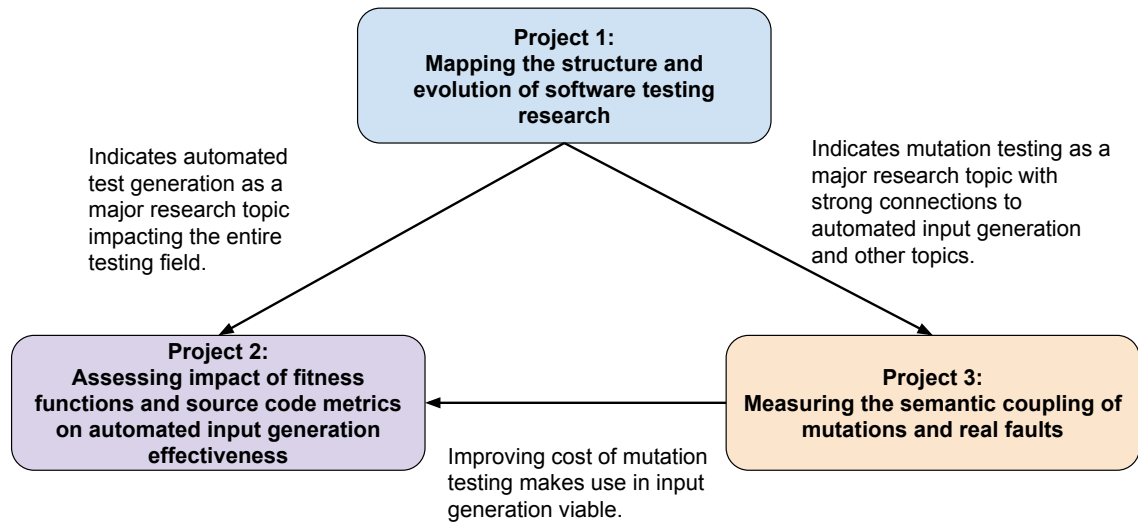 Project 1:
Mapping the structure and
evolution of software testing
research
Indicates automated
test generation as a
major research topic
impacting the entire
testing field.
Indicates mutation testing as a
major research topic with
strong connections to
automated input generation
and other topics.
Project 2:
Assessing impact of fitness
functions and source code metrics
on automated input generation
effectiveness
Project 3:
Measuring the semantic coupling of
mutations and real faults
Improving cost of mutation
testing makes use in input
generation viable.